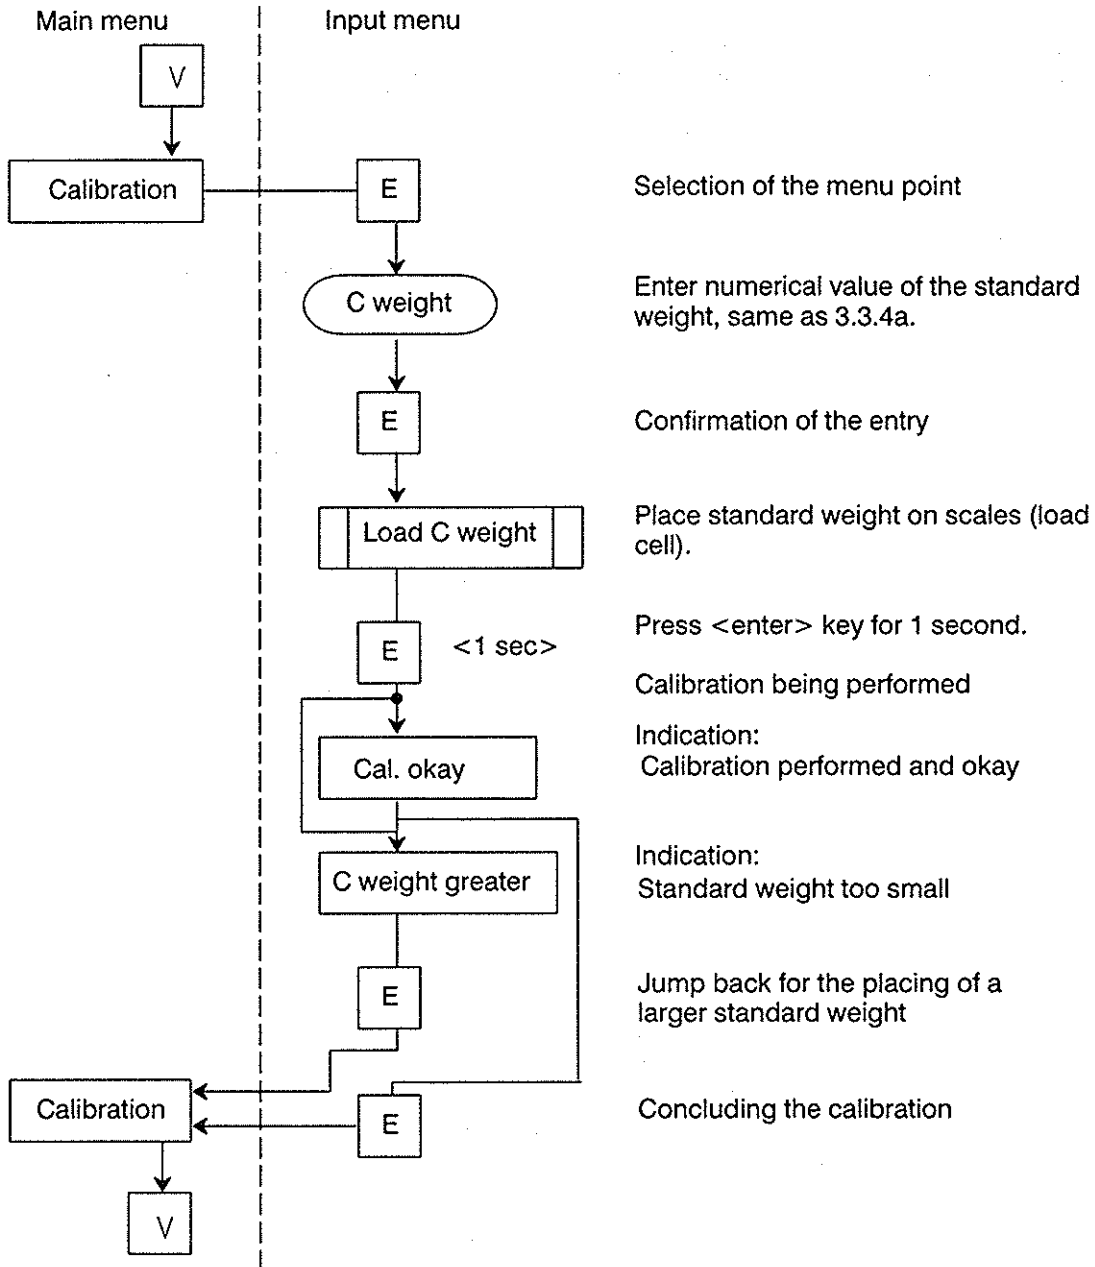 Main menu
Input menu
V
Calibration
E
Selection of the menu point
C weight
Enter numerical value of the standard
weight, same as 3.3.4a.
E
Confirmation of the entry
Load C weight
Place standard weight on scales (load
cell).
E
<1 sec>
Press <enter> key for 1 second.
Calibration being performed
Cal. okay
Indication:
Calibration performed and okay
C weight greater
Indication:
Standard weight too small
E
Jump back for the placing of a
larger standard weight
Calibration
E
Concluding the calibration
V